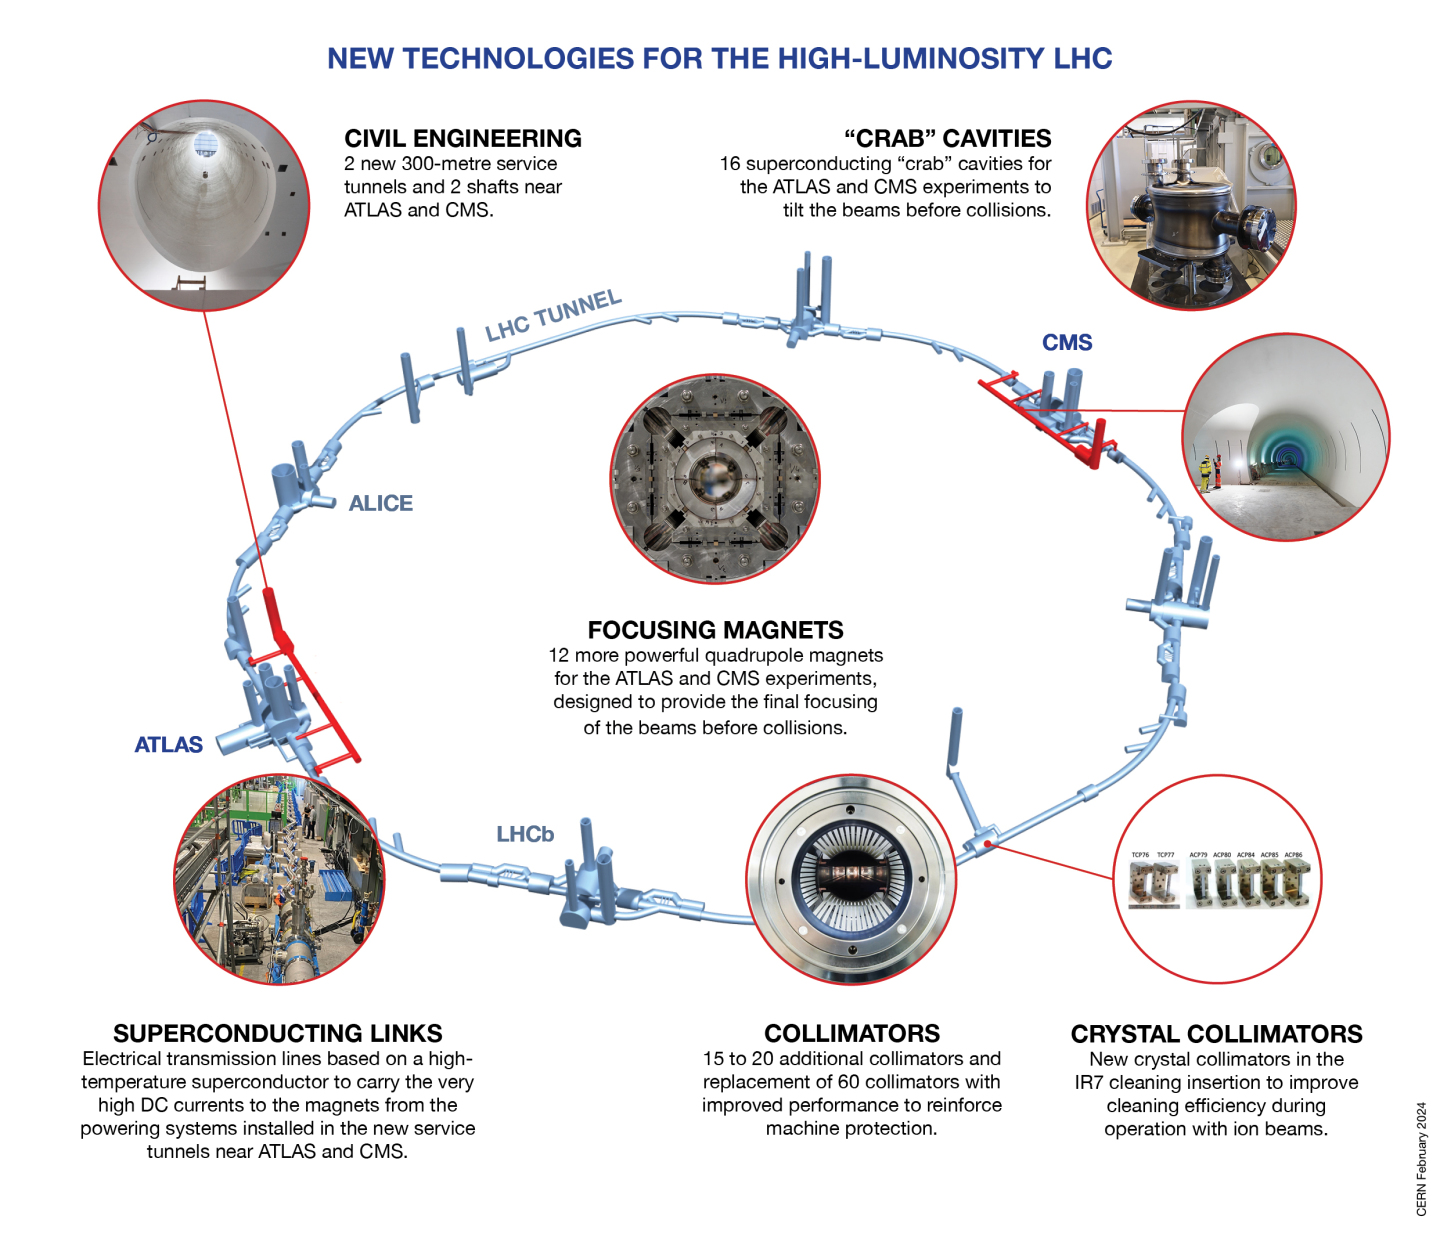 NEW TECHNOLOGIES FOR THE HIGH-LUMINOSITY LHC
CIVIL ENGINEERING
2 new 300-metre service
tunnels and 2 shafts near
ATLAS and CMS.
“CRAB” CAVITIES
16 superconducting “crab” cavities for
the ATLAS and CMS experiments to
tilt the beams before collisions.
LHC TUNNEL
CMS
ALICE
FOCUSING MAGNETS
12 more powerful quadrupole magnets
for the ATLAS and CMS experiments,
designed to provide the final focusing
of the beams before collisions.
ATLAS
LHCb
TCP76 TCP77 ACP79 ACP80 ACP84 ACP85 ACP86
SUPERCONDUCTING LINKS
Electrical transmission lines based on a high-
temperature superconductor to carry the very
high DC currents to the magnets from the
powering systems installed in the new service
tunnels near ATLAS and CMS.
COLLIMATORS
15 to 20 additional collimators and
replacement of 60 collimators with
improved performance to reinforce
machine protection.
CRYSTAL COLLIMATORS
New crystal collimators in the
IR7 cleaning insertion to improve
cleaning efficiency during
operation with ion beams.
CERN February 2024